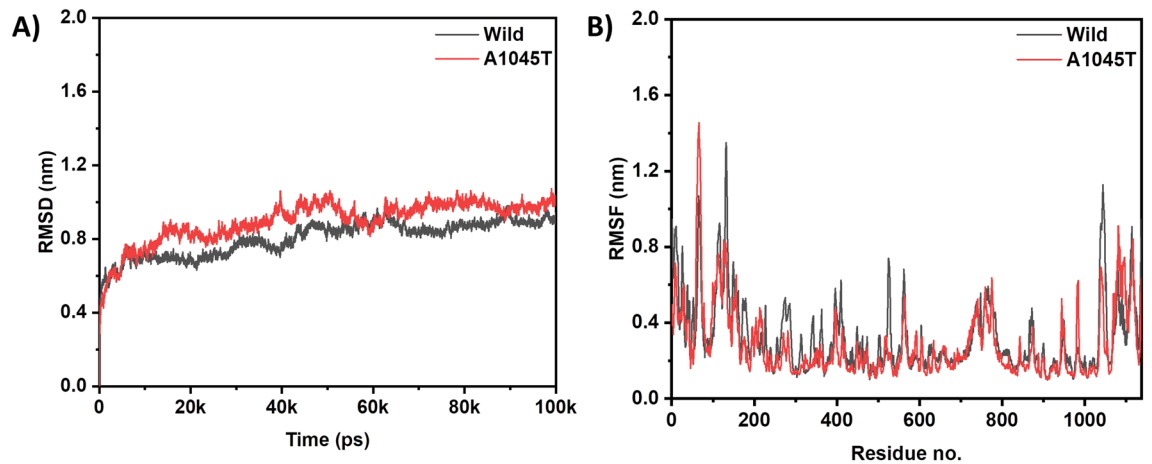 A)
RMSD (nm)
2.0
1.6
1.2
0.8
0.4
0.0
Wild
A1045T
0 20k 40k 60k 80k 100k
Time (ps)
B)
RMSF (nm)
2.0
1.6
1.2
0.8
0.4
0.0
Wild
A1045T
0 200 400 600 800 1000
Residue no.